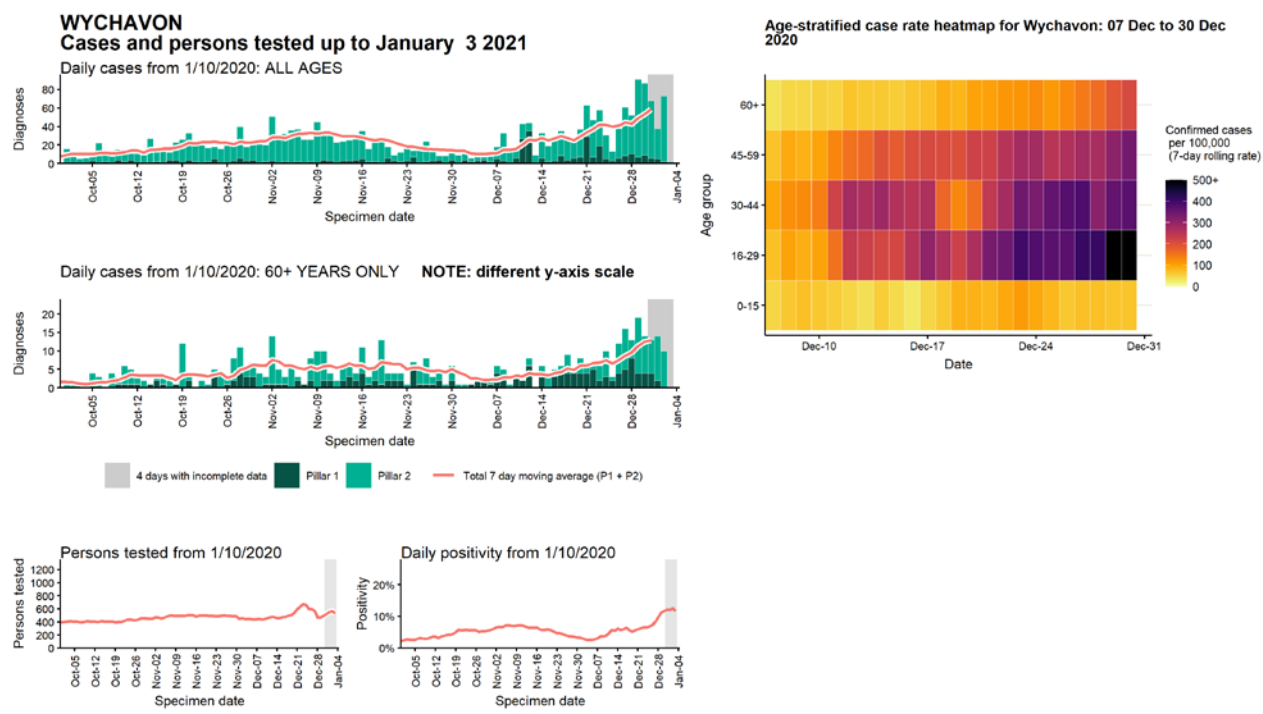 WYCHAVON
Cases and persons tested up to January 3 2021
Daily cases from 1/10/2020: ALL AGES
Diagnoses
80
60
40
20
0
Oct-05 Oct-12 Oct-19 Oct-26 Nov-02 Nov-09 Nov-16 Nov-23 Nov-30 Dec-07 Dec-14 Dec-21 Dec-28 Jan-04
Specimen date
Daily cases from 1/10/2020: 60+ YEARS ONLY NOTE: different y-axis scale
Diagnoses
20
15
10
5
0
Oct-05 Oct-12 Oct-19 Oct-26 Nov-02 Nov-09 Nov-16 Nov-23 Nov-30 Dec-07 Dec-14 Dec-21 Dec-28 Jan-04
Specimen date
4 days with incomplete data Pillar 1 Pillar 2 Total 7 day moving average (P1 + P2)
Persons tested from 1/10/2020
Persons tested
1200
1000
800
600
400
200
0
Oct-05 Oct-12 Oct-19 Oct-26 Nov-02 Nov-09 Nov-16 Nov-23 Nov-30 Dec-07 Dec-14 Dec-21 Dec-28 Jan-04
Specimen date
Daily positivity from 1/10/2020
Positivity
20%
10%
0%
Oct-05 Oct-12 Oct-19 Oct-26 Nov-02 Nov-09 Nov-16 Nov-23 Nov-30 Dec-07 Dec-14 Dec-21 Dec-28 Jan-04
Specimen date
Age-stratified case rate heatmap for Wychavon: 07 Dec to 30 Dec
2020
Age group
60+
45-59
30-44
16-29
0-15
Dec-10 Dec-17 Dec-24 Dec-31
Date
Confirmed cases
per 100,000
(7-day rolling rate)
500+
400
300
200
100
0